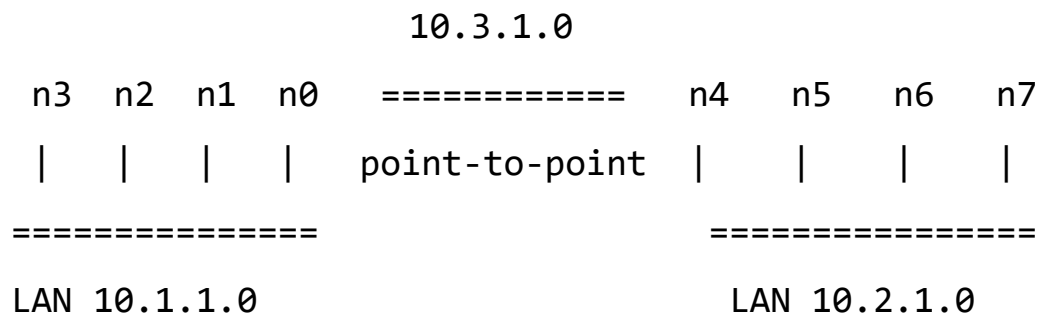 10.3.1.0
n3 n2 n1 n0 ============ n4 n5 n6 n7
| | | | point-to-point | | | |
=============== ================
LAN 10.1.1.0 LAN 10.2.1.0